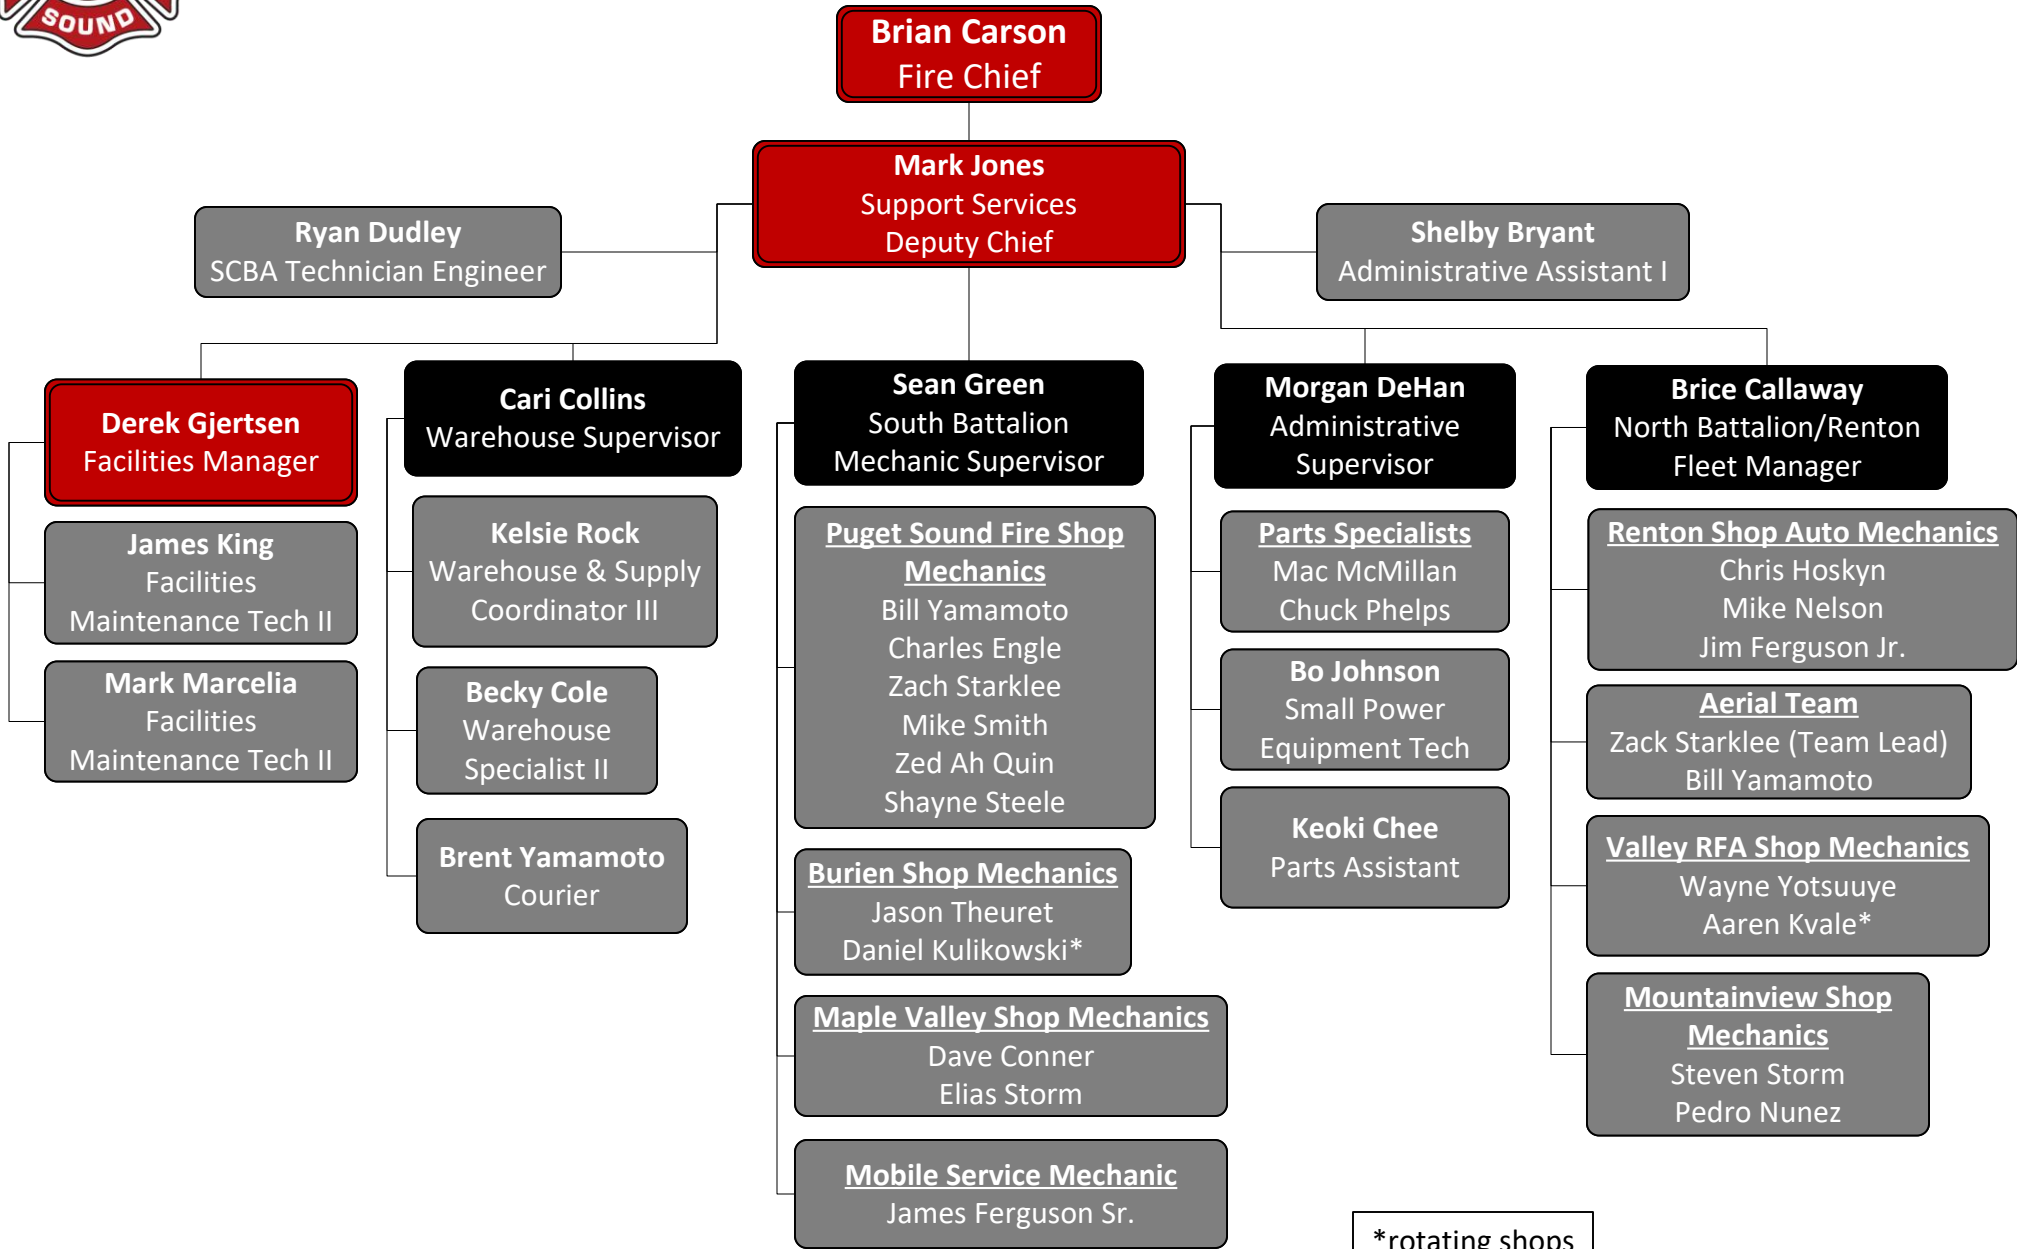 SOUND
Brian Carson
Fire Chief
Mark Jones
Support Services
Deputy Chief
Ryan Dudley
SCBA Technician Engineer
Shelby Bryant
Administrative Assistant I
Derek Gjertsen
Facilities Manager
James King
Facilities
Maintenance Tech II
Mark Marcelia
Facilities
Maintenance Tech II
Cari Collins
Warehouse Supervisor
Kelsie Rock
Warehouse & Supply
Coordinator III
Becky Cole
Warehouse
Specialist II
Brent Yamamoto
Courier
Sean Green
South Battalion
Mechanic Supervisor
Puget Sound Fire Shop
Mechanics
Bill Yamamoto
Charles Engle
Zach Starklee
Mike Smith
Zed Ah Quin
Shayne Steele
Burien Shop Mechanics
Jason Theuret
Daniel Kulikowski*
Maple Valley Shop Mechanics
Dave Conner
Elias Storm
Mobile Service Mechanic
James Ferguson Sr.
Morgan DeHan
Administrative
Supervisor
Parts Specialists
Mac McMillan
Chuck Phelps
Bo Johnson
Small Power
Equipment Tech
Keoki Chee
Parts Assistant
Brice Callaway
North Battalion/Renton
Fleet Manager
Renton Shop Auto Mechanics
Chris Hoskyn
Mike Nelson
Jim Ferguson Jr.
Aerial Team
Zack Starklee (Team Lead)
Bill Yamamoto
Valley RFA Shop Mechanics
Wayne Yotsuuye
Aaren Kvale*
Mountainview Shop
Mechanics
Steven Storm
Pedro Nunez
*rotating shops